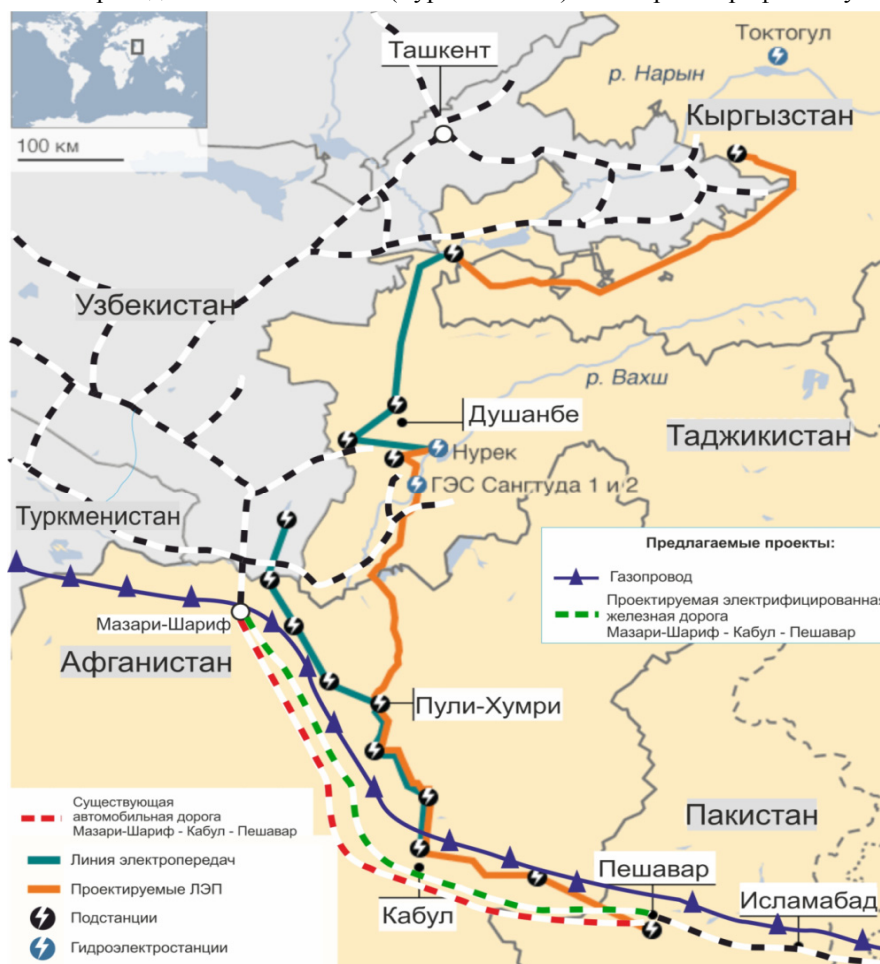 Ташкент
Токтогул
р. Нарын
Кыргызстан
100 км
Узбекистан
р. Вахш
Душанбе
Таджикистан
Нурек
ГЭС Сангтуда 1 и 2
Туркменистан
Предлагаемые проекты:
Газопровод
Проектируемая электрифицированная
железная дорога
Мазари-Шариф - Кабул - Пешавар
Мазари-Шариф
Афганистан
Пули-Хумри
Пакистан
Существующая
автомобильная дорога
Мазари-Шариф - Кабул - Пешавар
Линия электропередач
Проектируемые ЛЭП
Подстанции
Гидроэлектростанции
Пешавар
Исламабад
Кабул